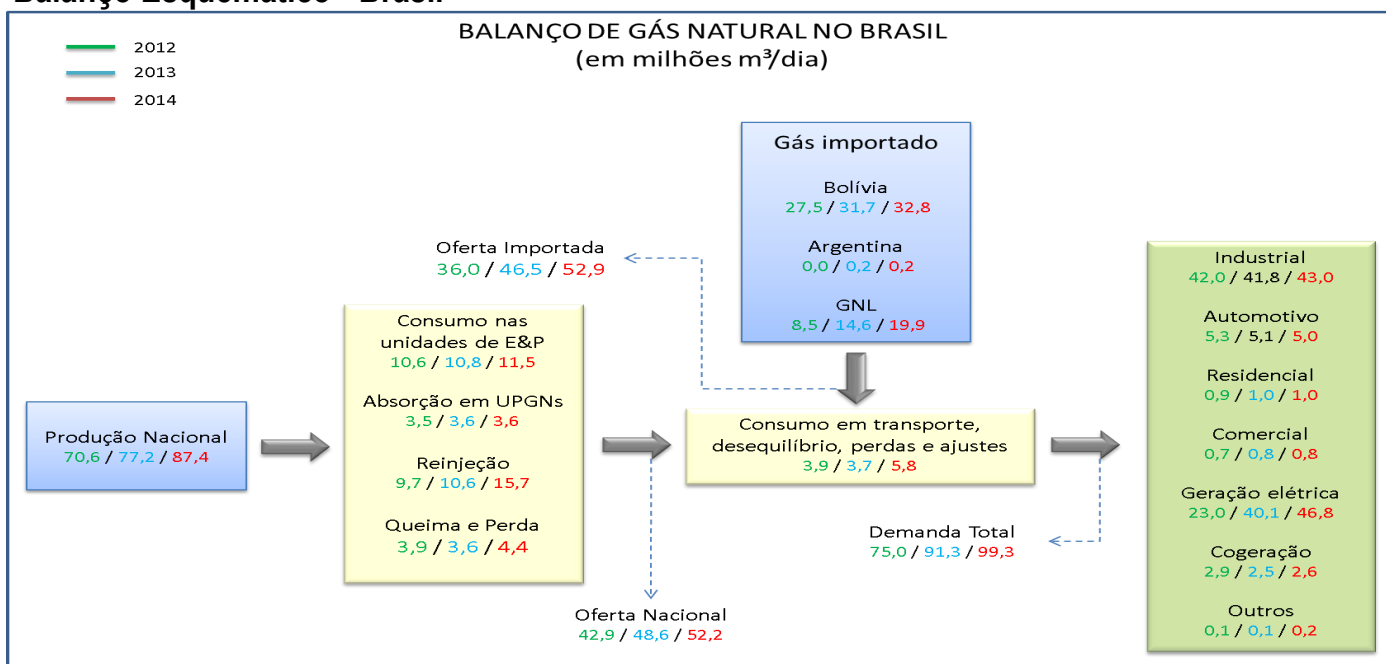 Balanço Esquemático - Brasil
BALANÇO DE GÁS NATURAL NO BRASIL
(em milhões m³/dia)
2012
2013
2014
Gás importado
Bolívia
27,5 / 31,7 / 32,8
Argentina
0,0 / 0,2 / 0,2
GNL
8,5 / 14,6 / 19,9
Oferta Importada
36,0 / 46,5 / 52,9
Produção Nacional
70,6 / 77,2 / 87,4
Consumo nas
unidades de E&P
10,6 / 10,8 / 11,5
Absorção em UPGNs
3,5 / 3,6 / 3,6
Reinjeção
9,7 / 10,6 / 15,7
Queima e Perda
3,9 / 3,6 / 4,4
Oferta Nacional
42,9 / 48,6 / 52,2
Consumo em transporte,
desequilíbrio, perdas e ajustes
3,9 / 3,7 / 5,8
Demanda Total
75,0 / 91,3 / 99,3
Industrial
42,0 / 41,8 / 43,0
Automotivo
5,3 / 5,1 / 5,0
Residencial
0,9 / 1,0 / 1,0
Comercial
0,7 / 0,8 / 0,8
Geração elétrica
23,0 / 40,1 / 46,8
Cogeração
2,9 / 2,5 / 2,6
Outros
0,1 / 0,1 / 0,2